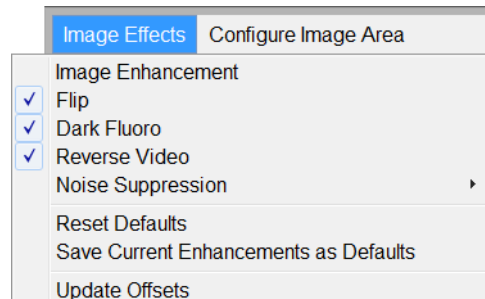 Image Effects Configure Image Area
Image Enhancement
Flip
Dark Fluoro
Reverse Video
Noise Suppression
Reset Defaults
Save Current Enhancements as Defaults
Update Offsets